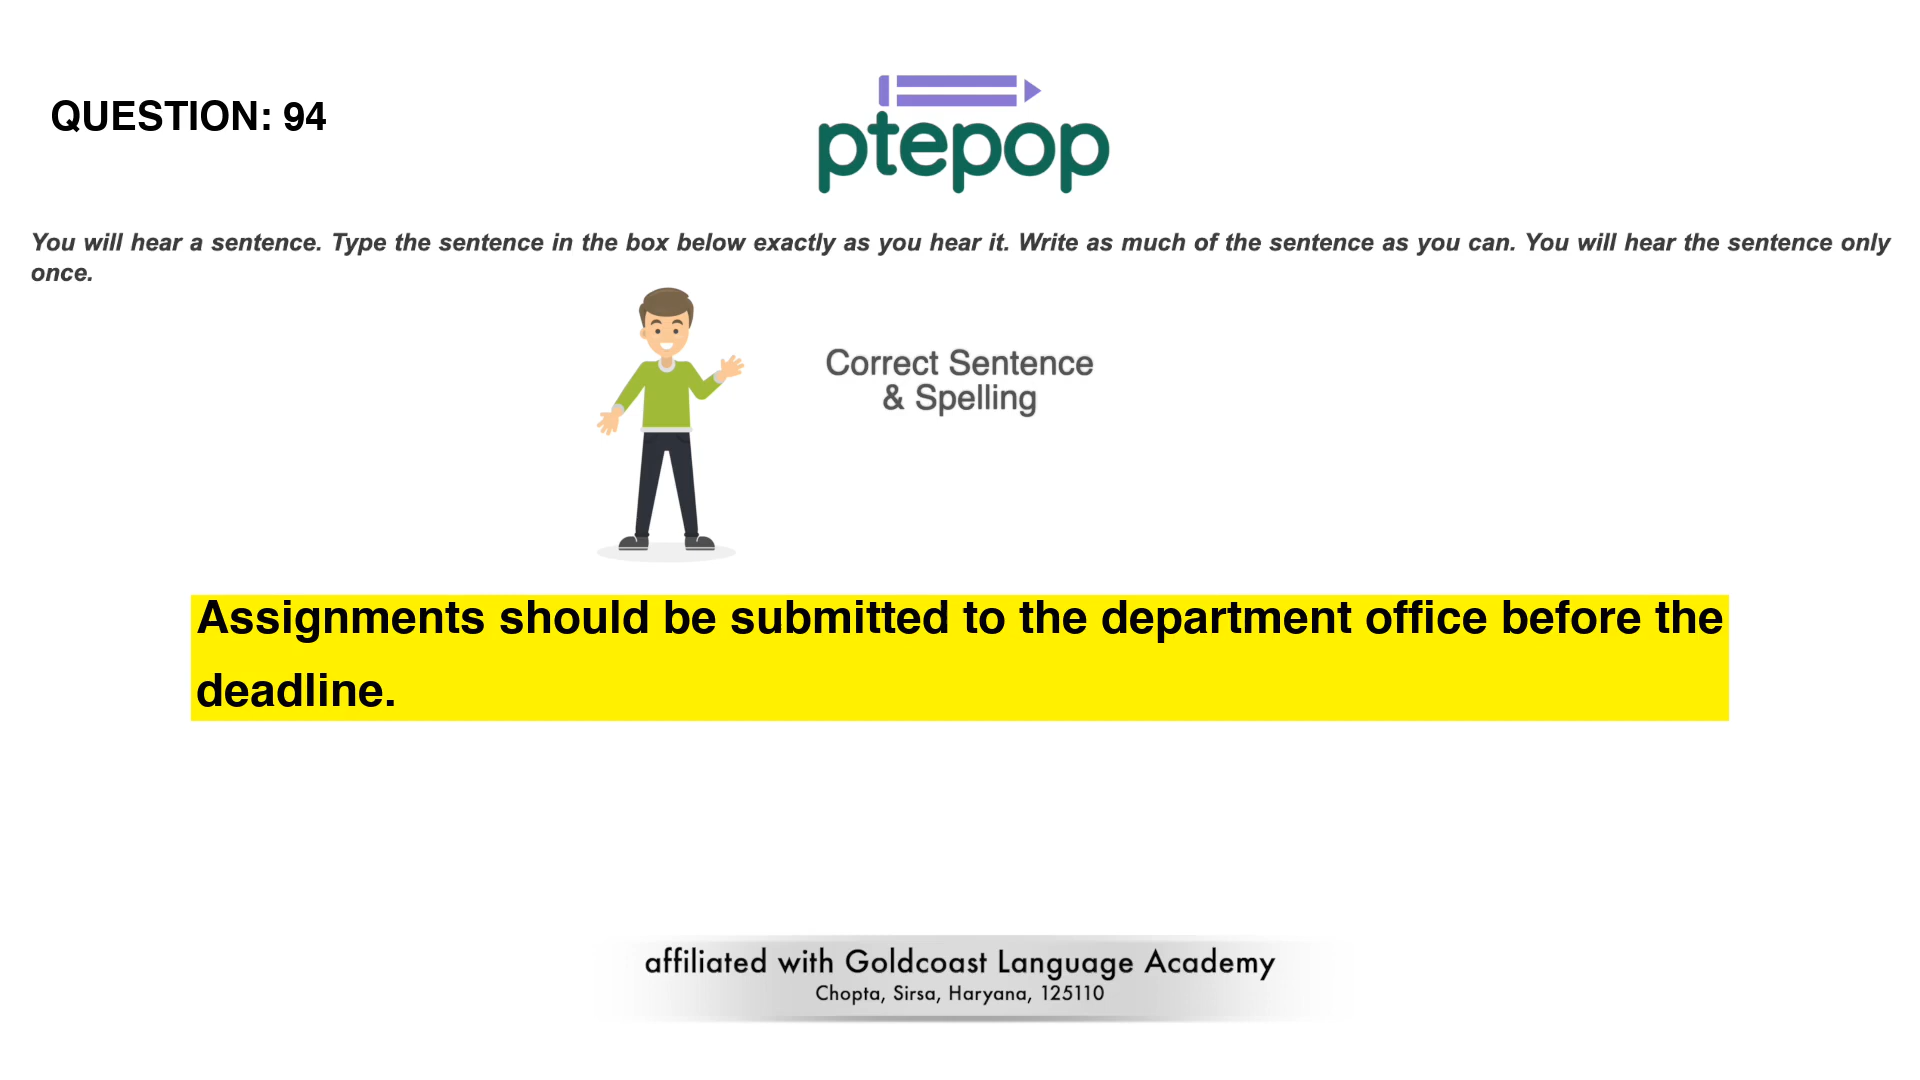 QUESTION: 94
ptepop
You will hear a sentence. Type the sentence in the box below exactly as you hear it. Write as much of the sentence as you can. You will hear the sentence only
once.
Correct Sentence
& Spelling
Assignments should be submitted to the department office before the
deadline.
affiliated with Goldcoast Language Academy
Chopta, Sirsa, Haryana, 125110